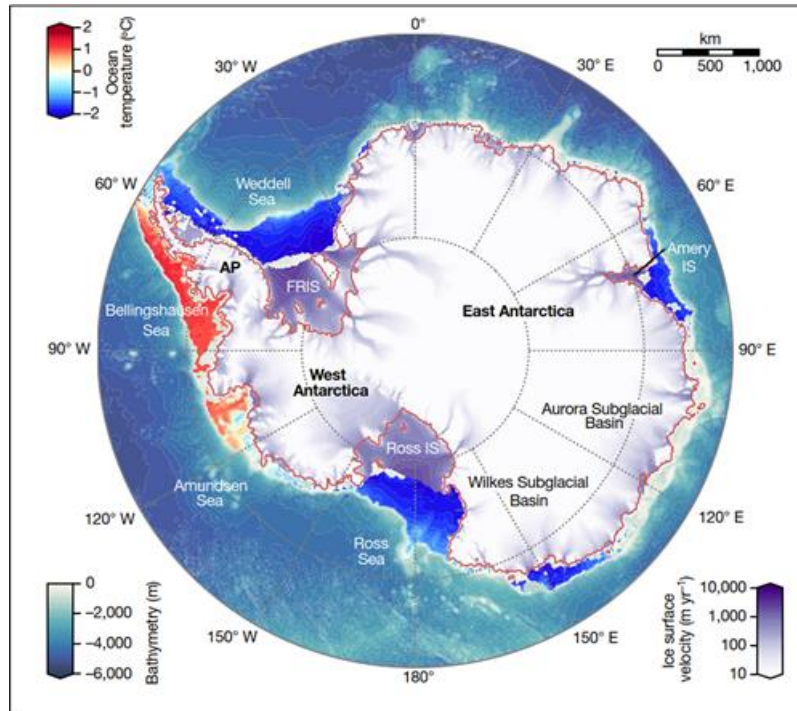 2
1
0
−1
−2
Ocean
temperature (°C)
0°
30° W
30° E
km
0 500 1,000
60° W
60° E
Weddell
Sea
Amery
IS
AP
FRIS
Bellingshausen
Sea
East Antarctica
90° W
90° E
West
Antarctica
Aurora Subglacial
Basin
Ross IS
Wilkes Subglacial
Basin
Amundsen
Sea
120° W
120° E
Ross
Sea
150° W
150° E
180°
0
−2,000
−4,000
−6,000
Bathymetry (m)
Ice surface
velocity (m yr⁻¹)
10,000
1,000
100
10